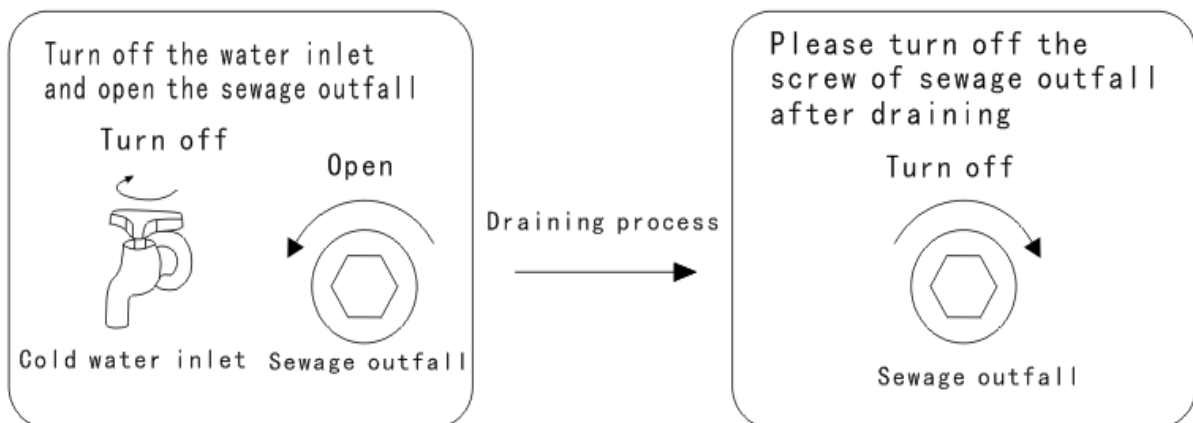 Turn off the water inlet
and open the sewage outfall
Turn off
Open
Cold water inlet
Sewage outfall
Draining process
Please turn off the
screw of sewage outfall
after draining
Turn off
Sewage outfall